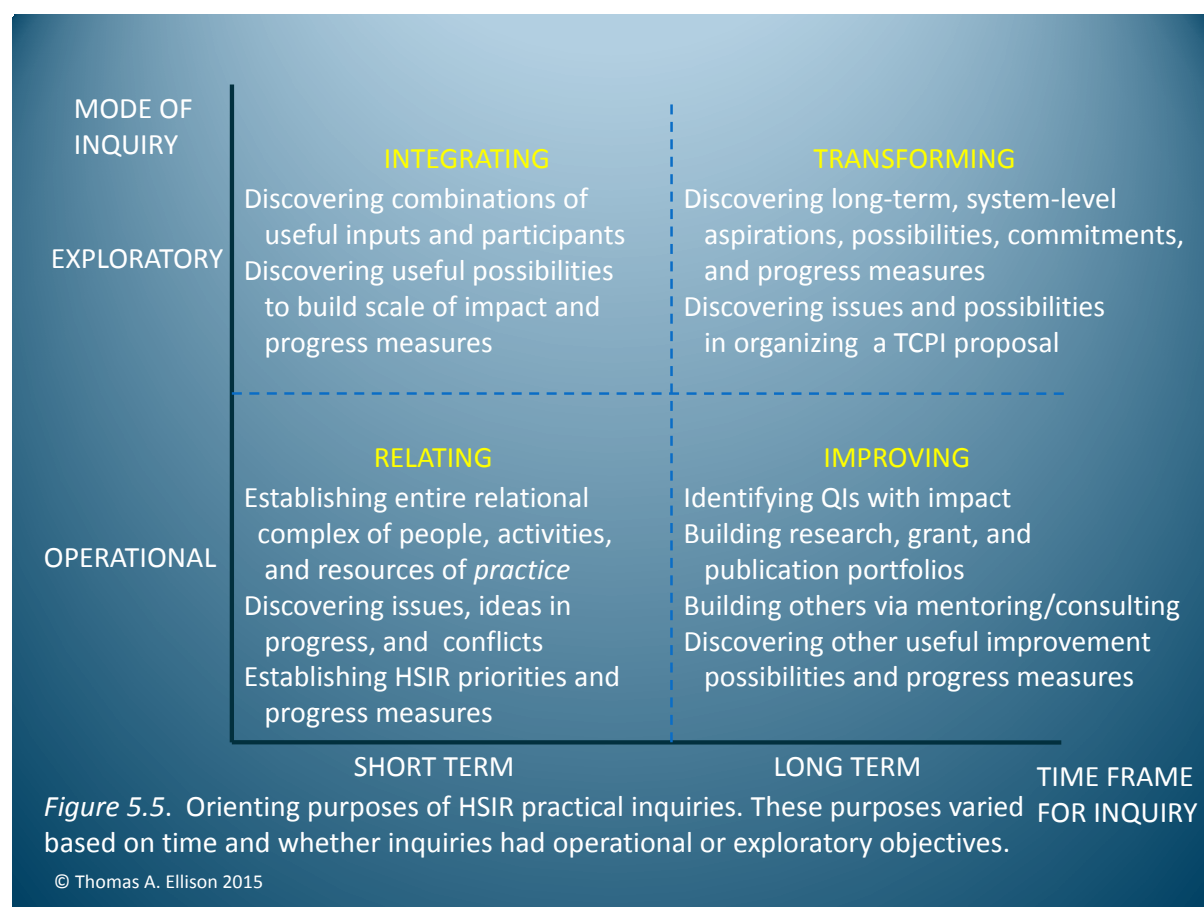 MODE OF
INQUIRY
INTEGRATING
Discovering combinations of
useful inputs and participants
Discovering useful possibilities
to build scale of impact and
progress measures
TRANSFORMING
Discovering long-term, system-level
aspirations, possibilities, commitments,
and progress measures
Discovering issues and possibilities
in organizing a TCPI proposal
EXPLORATORY
RELATING
Establishing entire relational
complex of people, activities,
and resources of practice
Discovering issues, ideas in
progress, and conflicts
Establishing HSIR priorities and
progress measures
IMPROVING
Identifying QIs with impact
Building research, grant, and
publication portfolios
Building others via mentoring/consulting
Discovering other useful improvement
possibilities and progress measures
OPERATIONAL
SHORT TERM
LONG TERM
TIME FRAME
FOR INQUIRY
Figure 5.5. Orienting purposes of HSIR practical inquiries. These purposes varied
based on time and whether inquiries had operational or exploratory objectives.
© Thomas A. Ellison 2015